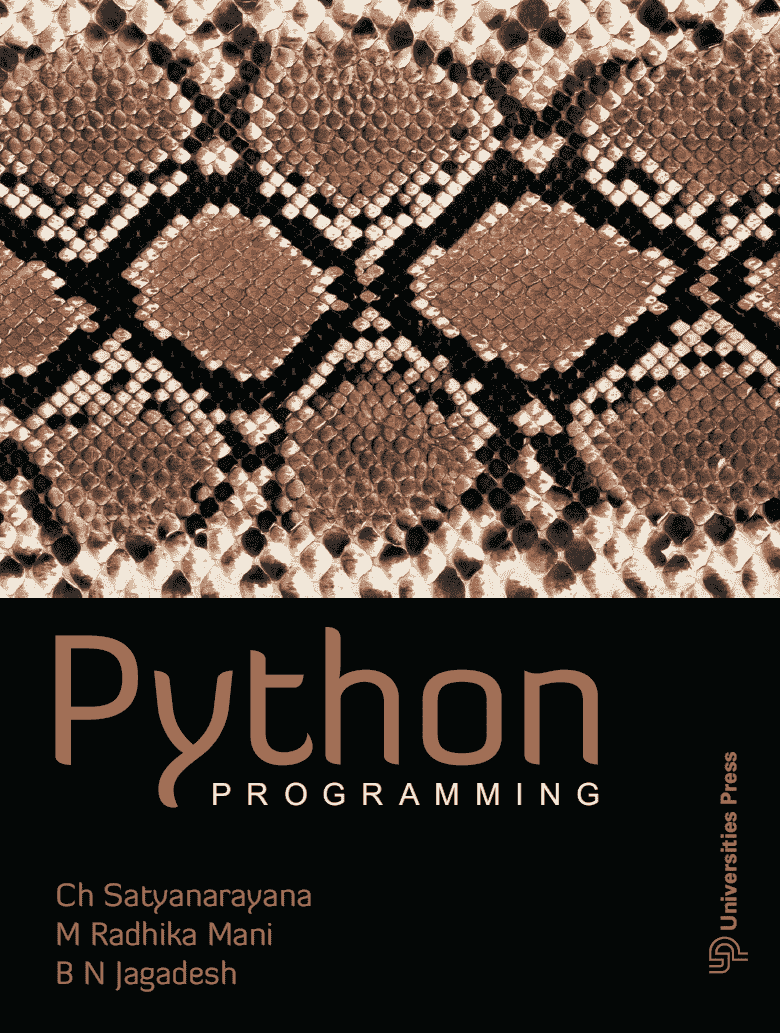 Python
PROGRAMMING
Ch Satyanarayana
M Radhika Mani
B N Jagadesh
Universities Press